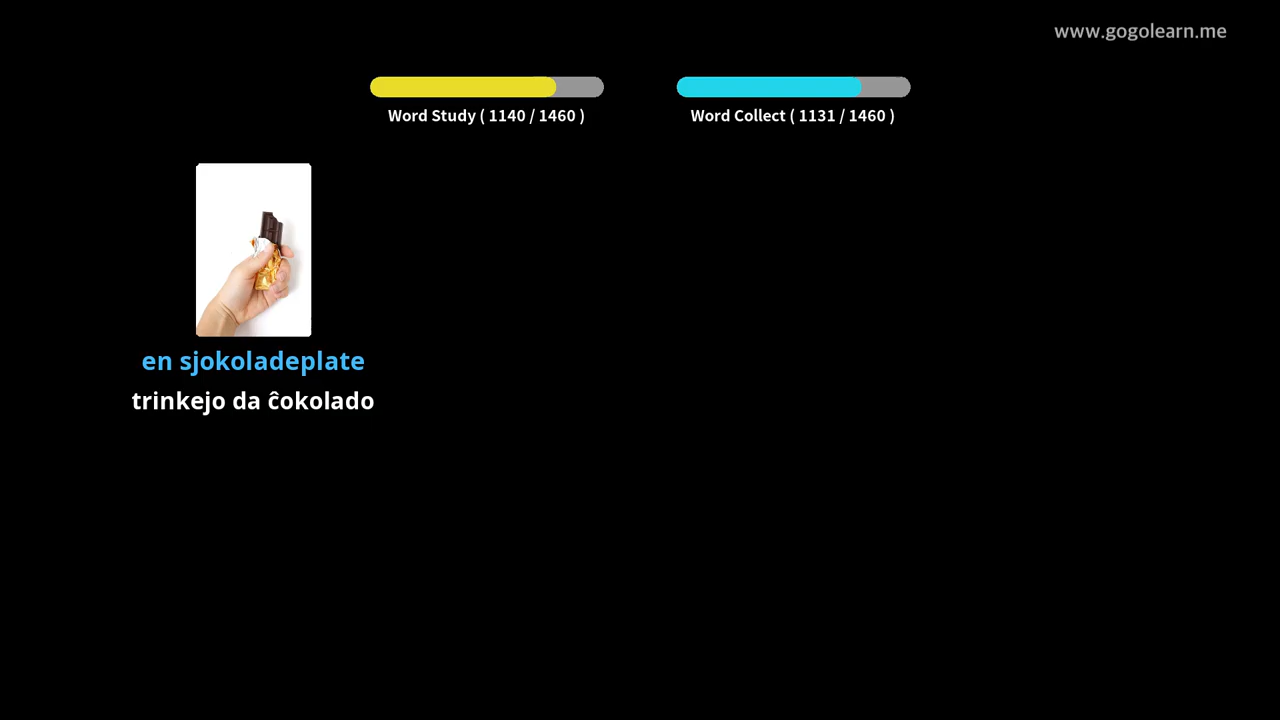 www.gogolearn.me
Word Study ( 1140 / 1460 )
Word Collect ( 1131 / 1460 )
en sjokoladeplate
trinkejo da ĉokolado